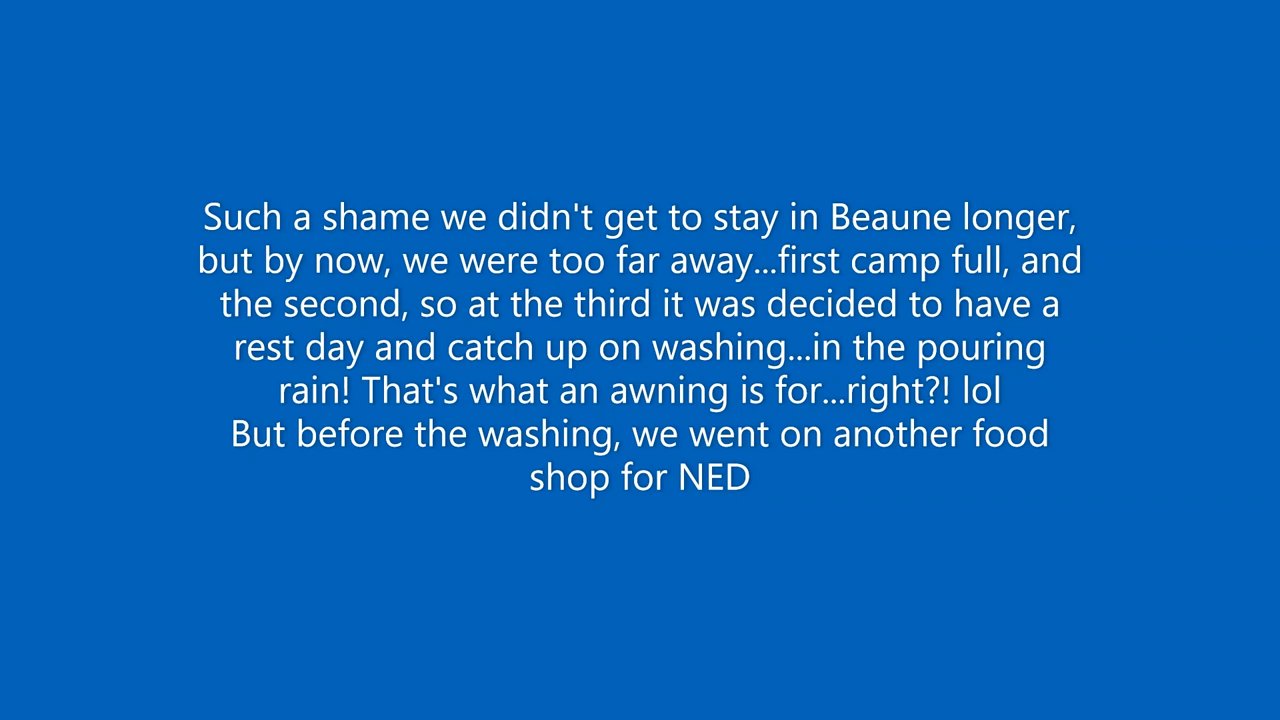 Such a shame we didn't get to stay in Beaune longer,
but by now, we were too far away...first camp full, and
the second, so at the third it was decided to have a
rest day and catch up on washing...in the pouring
rain! That's what an awning is for...right?! lol
But before the washing, we went on another food
shop for NED